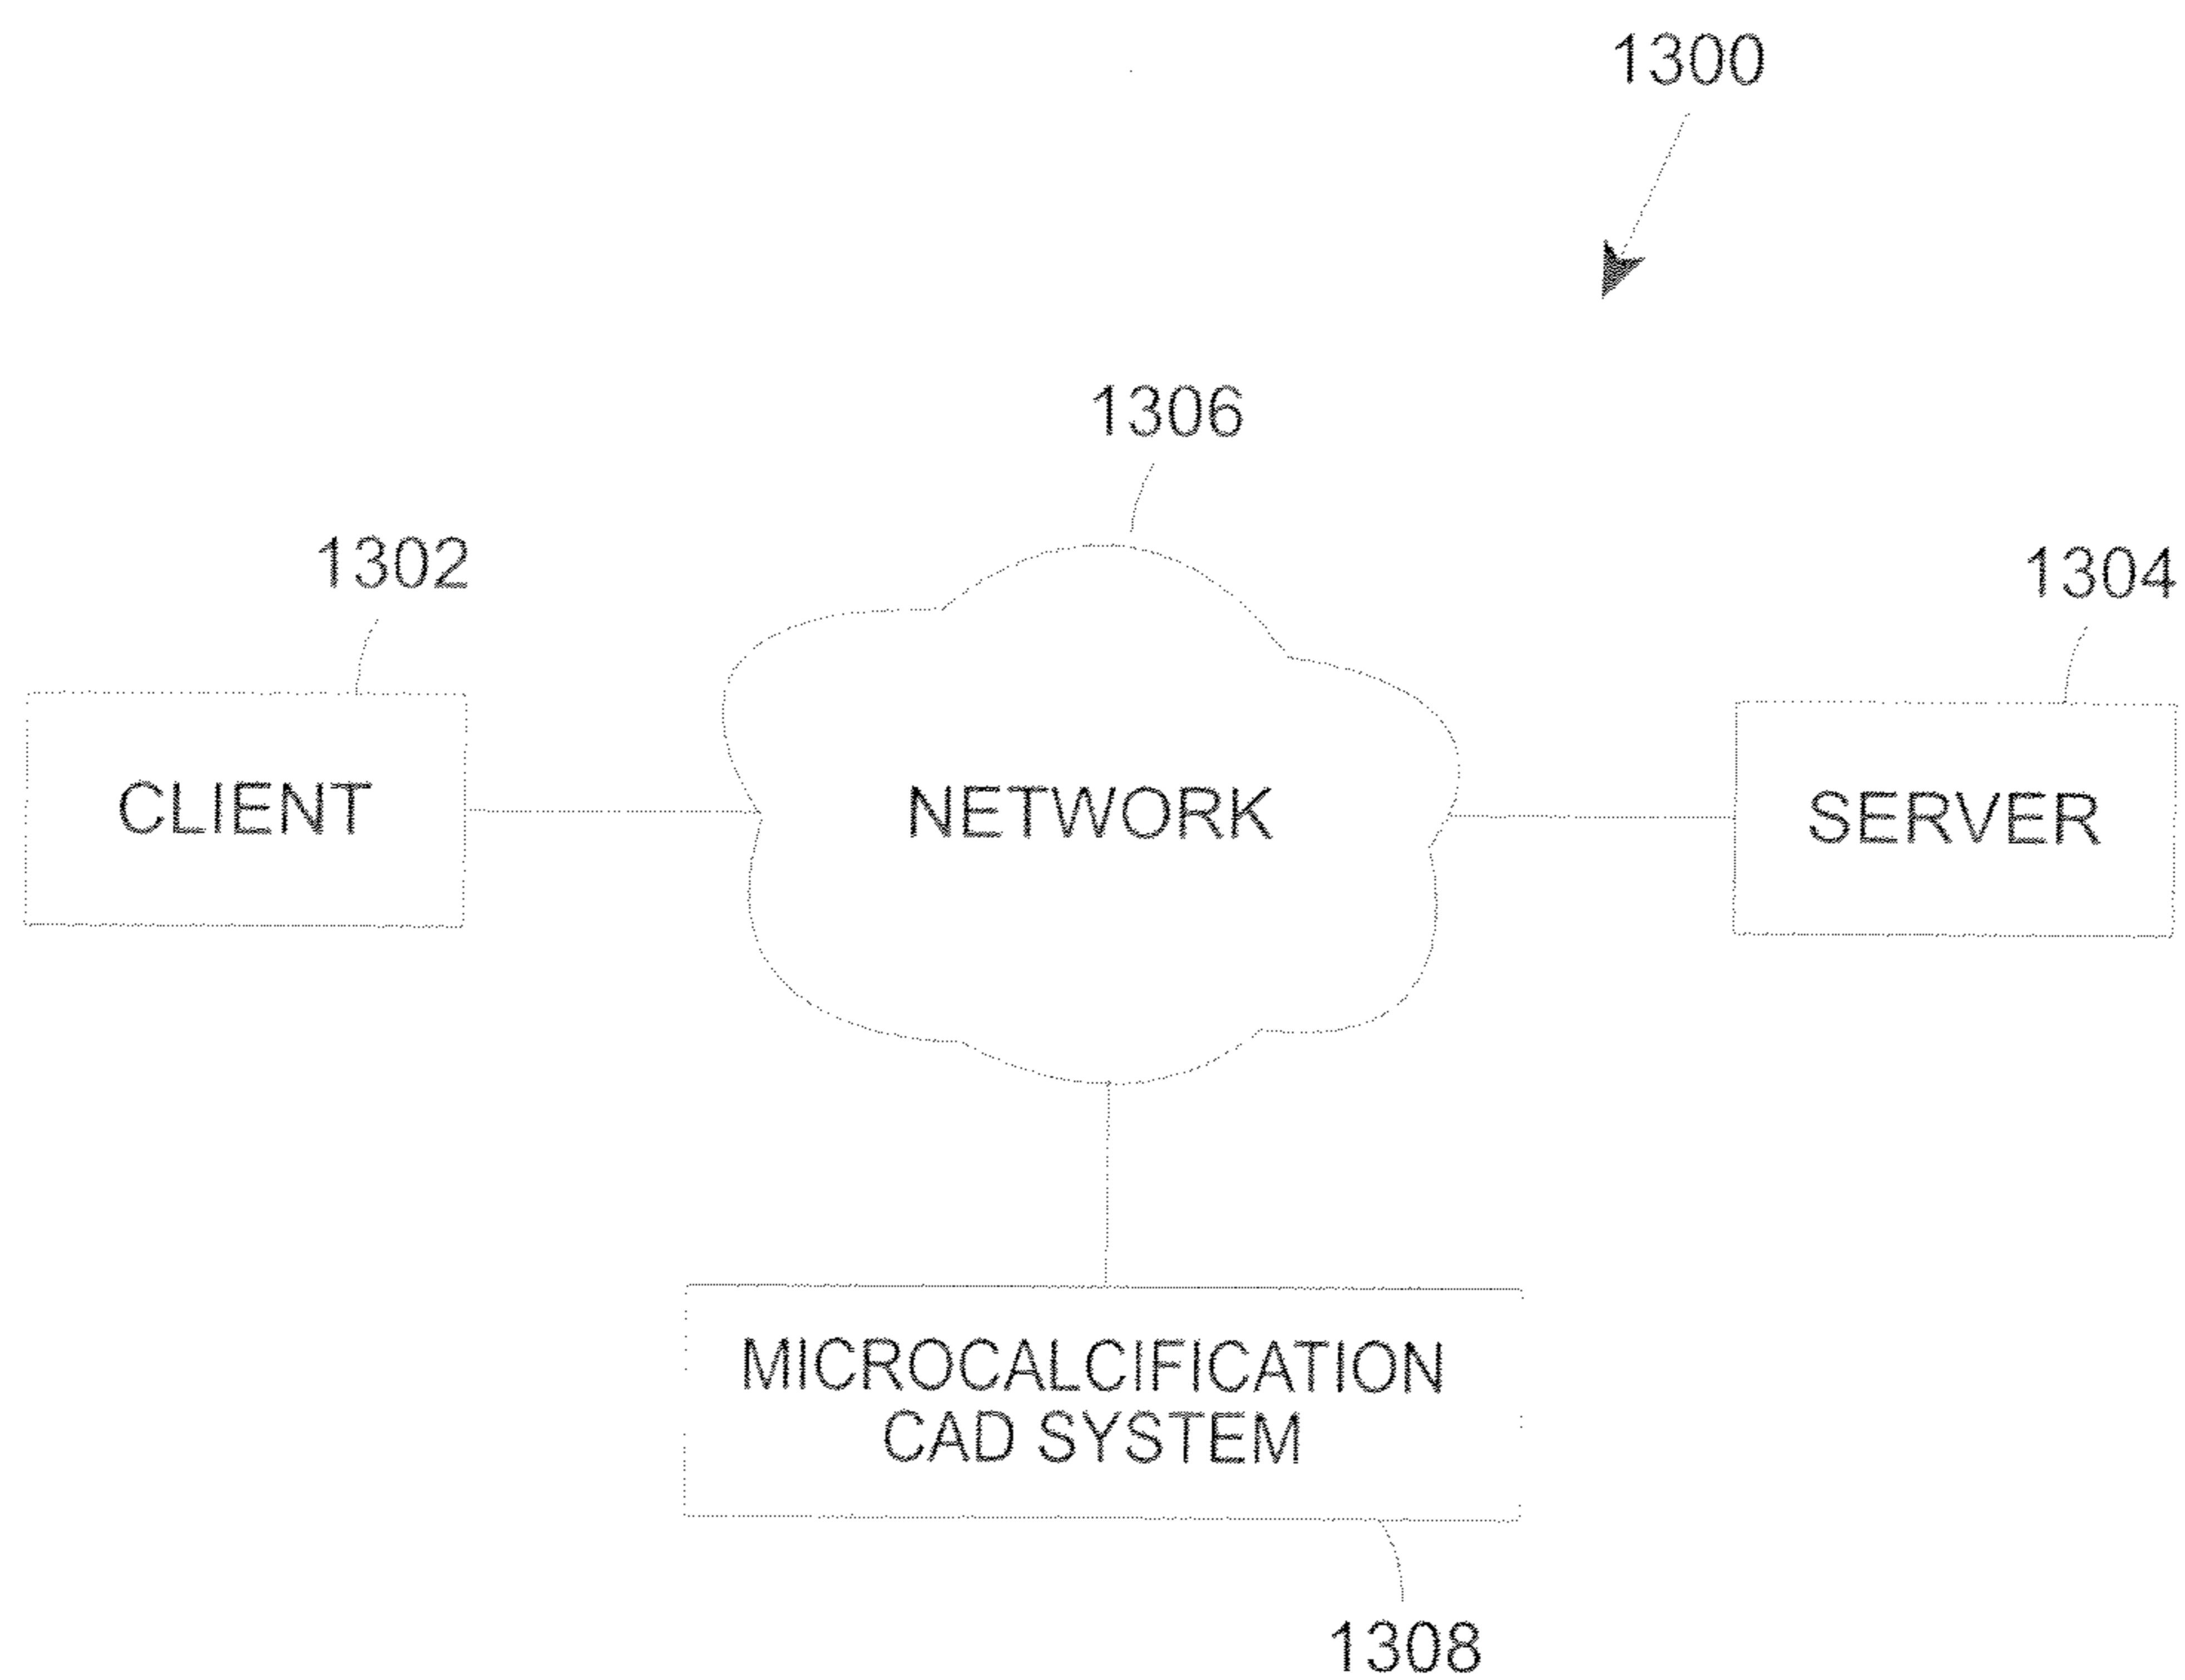 1300
1306
1302
1304
CLIENT
NETWORK
SERVER
MICROCALCIFICATION
CAD SYSTEM
1308